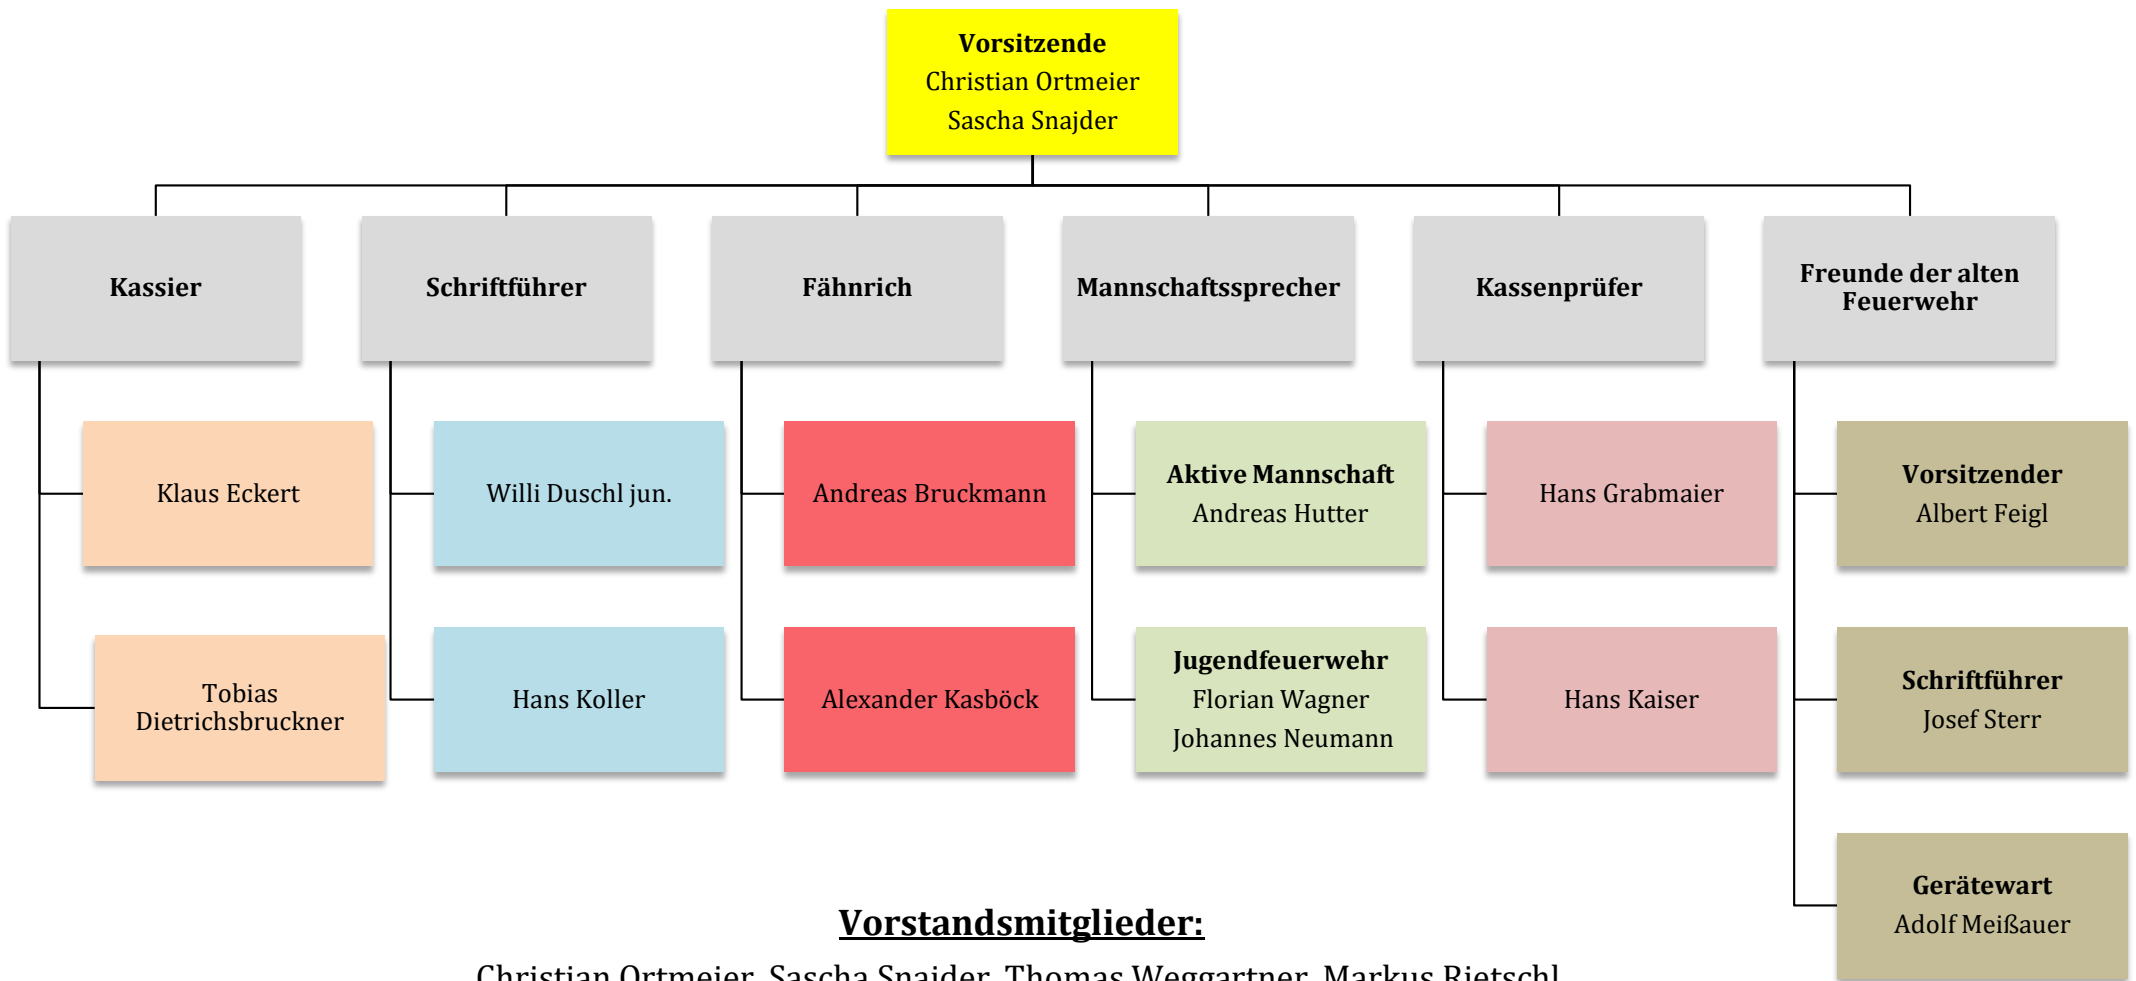 Vorsitzende
Christian Ortmeier
Sascha Snajder
Kassier
Schriftführer
Fähnrich
Mannschaftssprecher
Kassenprüfer
Freunde der alten
Feuerwehr
Klaus Eckert
Willi Duschl jun.
Andreas Bruckmann
Aktive Mannschaft
Andreas Hutter
Hans Grabmaier
Vorsitzender
Albert Feigl
Tobias
Dietrichsbruckner
Hans Koller
Alexander Kasböck
Jugendfeuerwehr
Florian Wagner
Johannes Neumann
Hans Kaiser
Schriftführer
Josef Sterr
Gerätewart
Adolf Meißauer
Vorstandsmitglieder:
Christian Ortmeier, Sascha Snajder, Thomas Weggartner, Markus Rietschl